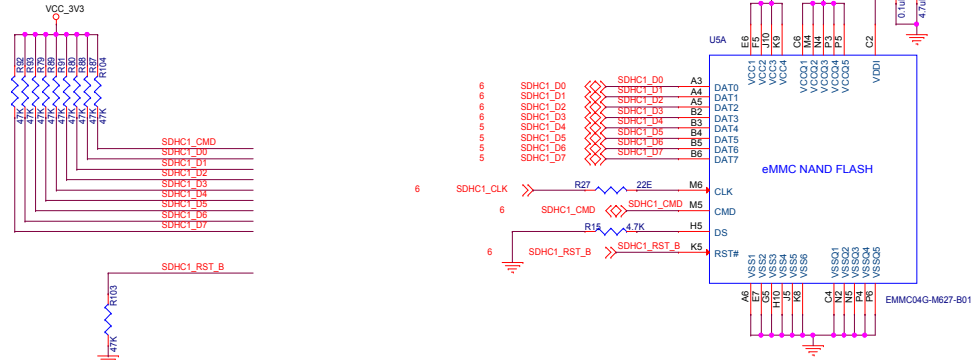 VCC_3V3
R92
R93
R79
R89
R91
R80
R88
R87
R104
47K
47K
47K
47K
47K
47K
47K
47K
47K
SDHC1_CMD
SDHC1_D0
SDHC1_D1
SDHC1_D2
SDHC1_D3
SDHC1_D4
SDHC1_D5
SDHC1_D6
SDHC1_D7
SDHC1_RST_B
R103
47K
0.1u
4.7u
U5A
E6
F5
J10
K9
C6
M4
N4
P3
P5
C2
VCC1
VCC2
VCC3
VCC4
VCCQ1
VCCQ2
VCCQ3
VCCQ4
VCCQ5
VDDI
6 SDHC1_D0 SDHC1_D0 A3 DAT0
6 SDHC1_D1 SDHC1_D1 A4 DAT1
6 SDHC1_D2 SDHC1_D2 A5 DAT2
6 SDHC1_D3 SDHC1_D3 B2 DAT3
5 SDHC1_D4 SDHC1_D4 B3 DAT4
5 SDHC1_D5 SDHC1_D5 B4 DAT5
5 SDHC1_D6 SDHC1_D6 B5 DAT6
5 SDHC1_D7 SDHC1_D7 B6 DAT7
eMMC NAND FLASH
6 SDHC1_CLK R27 22E M6 CLK
6 SDHC1_CMD SDHC1_CMD M5 CMD
R15 4.7K H5 DS
6 SDHC1_RST_B SDHC1_RST_B K5 RST#
VSS1
VSS2
VSS3
VSS4
VSS5
VSS6
VSSQ1
VSSQ2
VSSQ3
VSSQ4
VSSQ5
A6
E7
G5
H10
J5
K8
C4
N2
N5
P4
P6
EMMC04G-M627-B01